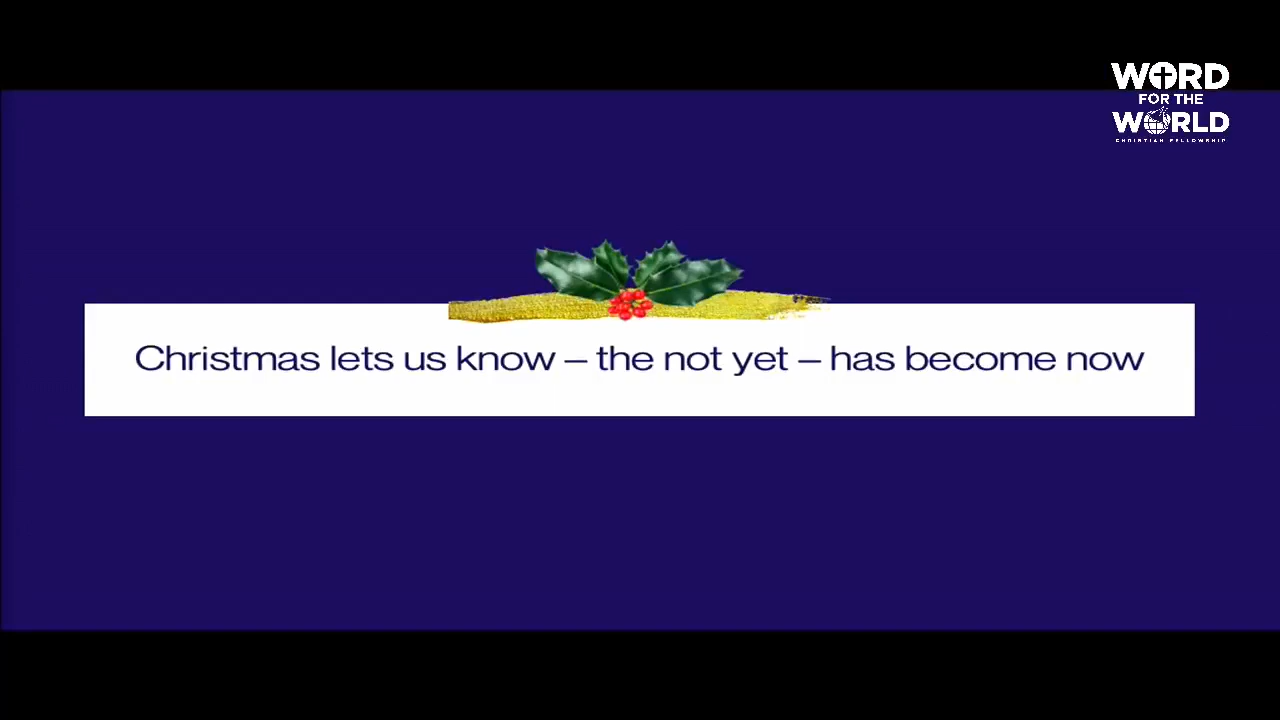 WORD
FOR THE
WORLD
CHRISTIAN FELLOWSHIP
Christmas lets us know – the not yet – has become now